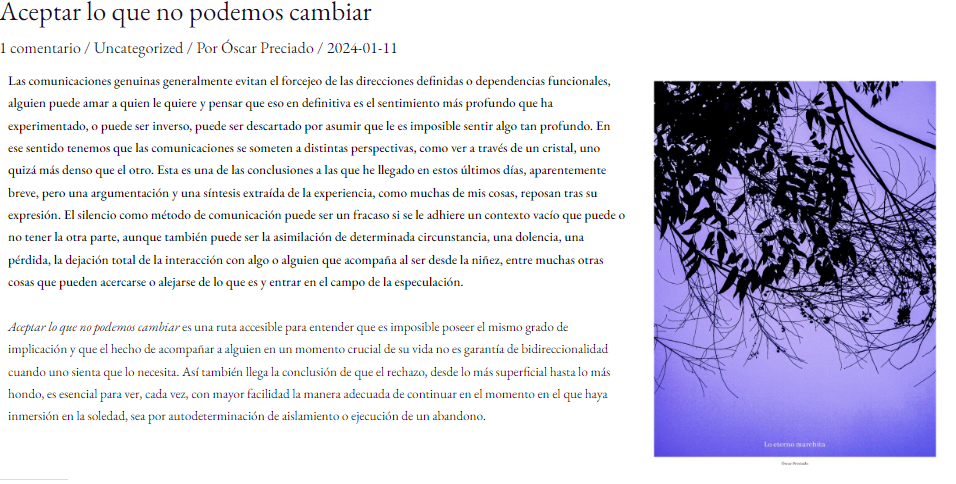 Aceptar lo que no podemos cambiar
1 comentario / Uncategorized / Por Óscar Preciado / 2024-01-11
Las comunicaciones genuinas generalmente evitan el forcejeo de las direcciones definidas o dependencias funcionales,
alguien puede amar a quien le quiere y pensar que eso en definitiva es el sentimiento más profundo que ha
experimentado, o puede ser inverso, puede ser descartado por asumir que le es imposible sentir algo tan profundo. En
ese sentido tenemos que las comunicaciones se someten a distintas perspectivas, como ver a través de un cristal, uno
quizá más denso que el otro. Esta es una de las conclusiones a las que he llegado en estos últimos días, aparentemente
breve, pero una argumentación y una síntesis extraída de la experiencia, como muchas de mis cosas, reposan tras su
expresión. El silencio como método de comunicación puede ser un fracaso si se le adhiere un contexto vacío que puede o
no tener la otra parte, aunque también puede ser la asimilación de determinada circunstancia, una dolencia, una
pérdida, la dejación total de la interacción con algo o alguien que acompaña al ser desde la niñez, entre muchas otras
cosas que pueden acercarse o alejarse de lo que es y entrar en el campo de la especulación.
Aceptar lo que no podemos cambiar es una ruta accesible para entender que es imposible poseer el mismo grado de
implicación y que el hecho de acompañar a alguien en un momento crucial de su vida no es garantía de bidireccionalidad
cuando uno sienta que lo necesita. Así también llega la conclusión de que el rechazo, desde lo más superficial hasta lo más
hondo, es esencial para ver, cada vez, con mayor facilidad la manera adecuada de continuar en el momento en el que haya
inmersión en la soledad, sea por autodeterminación de aislamiento o ejecución de un abandono.
Lo eterno marchita
Óscar Preciado